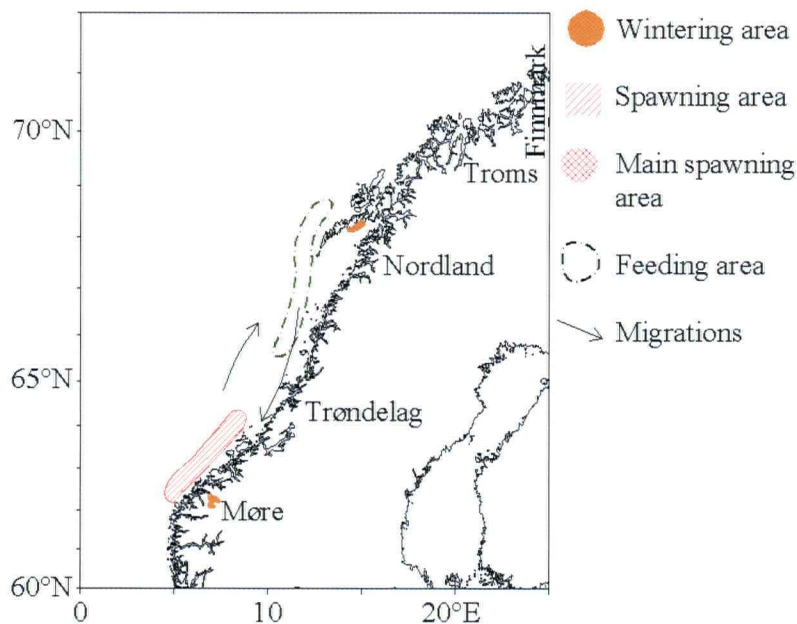 Wintering area
Spawning area
Main spawning
area
Feeding area
Migrations
70°N
65°N
60°N
0
10
20°E
Finnmark
Troms
Nordland
Trøndelag
Møre